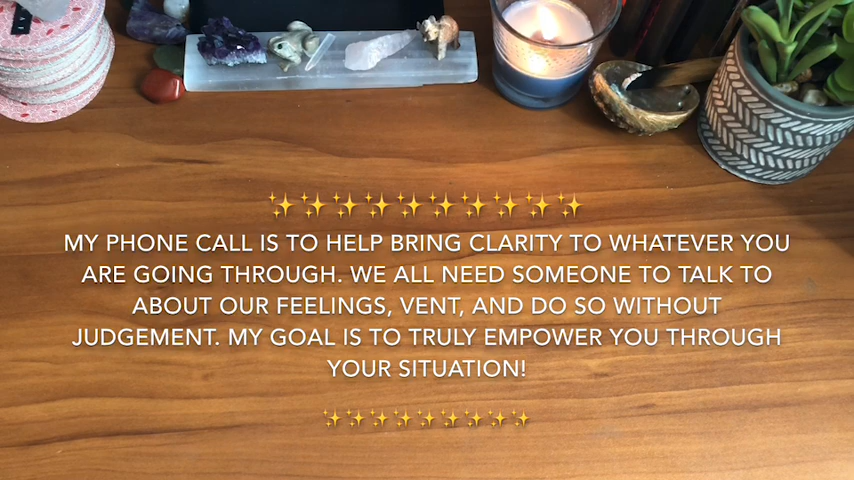 ✨✨✨✨✨✨✨✨✨✨
MY PHONE CALL IS TO HELP BRING CLARITY TO WHATEVER YOU
ARE GOING THROUGH. WE ALL NEED SOMEONE TO TALK TO
ABOUT OUR FEELINGS, VENT, AND DO SO WITHOUT
JUDGEMENT. MY GOAL IS TO TRULY EMPOWER YOU THROUGH
YOUR SITUATION!
✨✨✨✨✨✨✨✨✨